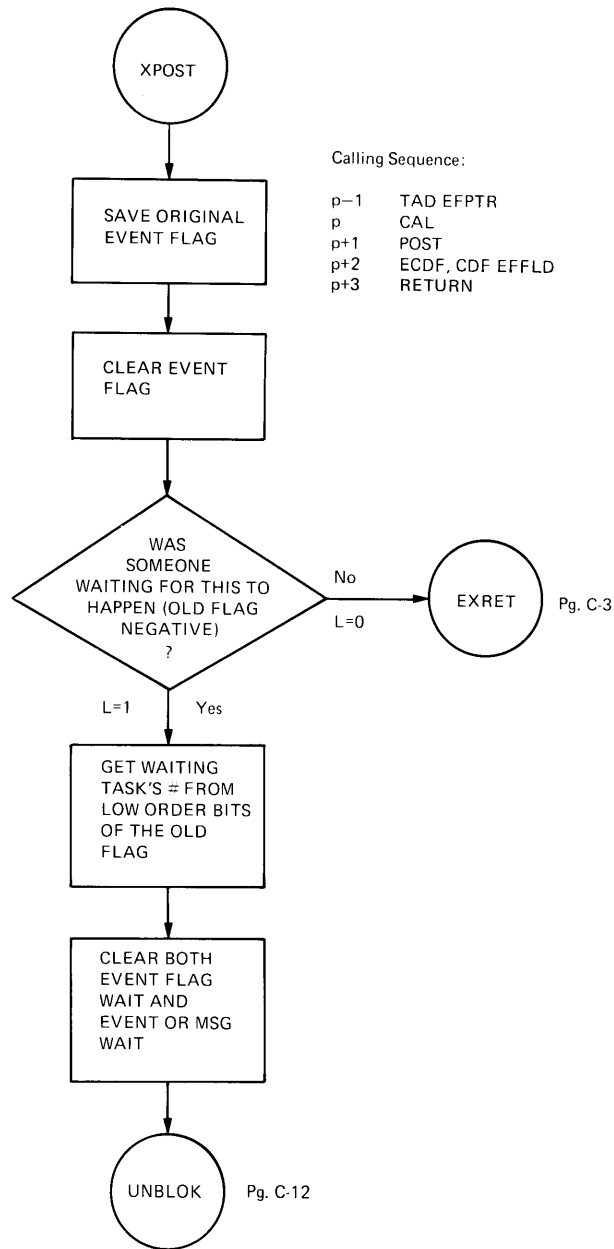 XPOST
Calling Sequence:
p−1 TAD EFPTR
p CAL
p+1 POST
p+2 ECDF, CDF EFFLD
p+3 RETURN
SAVE ORIGINAL
EVENT FLAG
CLEAR EVENT
FLAG
WAS
SOMEONE
WAITING FOR THIS TO
HAPPEN (OLD FLAG
NEGATIVE)
?
No
L=0
EXRET
Pg. C-3
L=1 Yes
GET WAITING
TASK'S # FROM
LOW ORDER BITS
OF THE OLD
FLAG
CLEAR BOTH
EVENT FLAG
WAIT AND
EVENT OR MSG
WAIT
UNBLOK
Pg. C-12